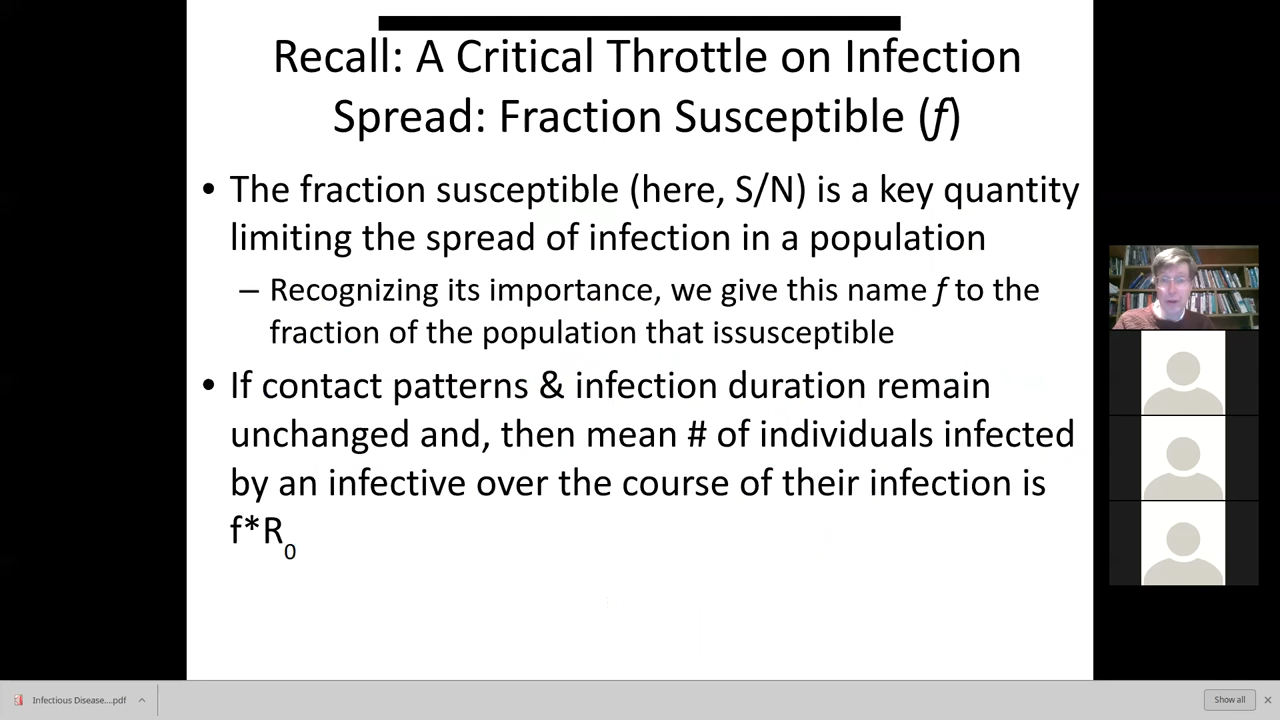 Recall: A Critical Throttle on Infection
Spread: Fraction Susceptible (f)
• The fraction susceptible (here, S/N) is a key quantity
limiting the spread of infection in a population
– Recognizing its importance, we give this name f to the
fraction of the population that issusceptible
• If contact patterns & infection duration remain
unchanged and, then mean # of individuals infected
by an infective over the course of their infection is
f*R0
Infectious Disease....pdf
Show all